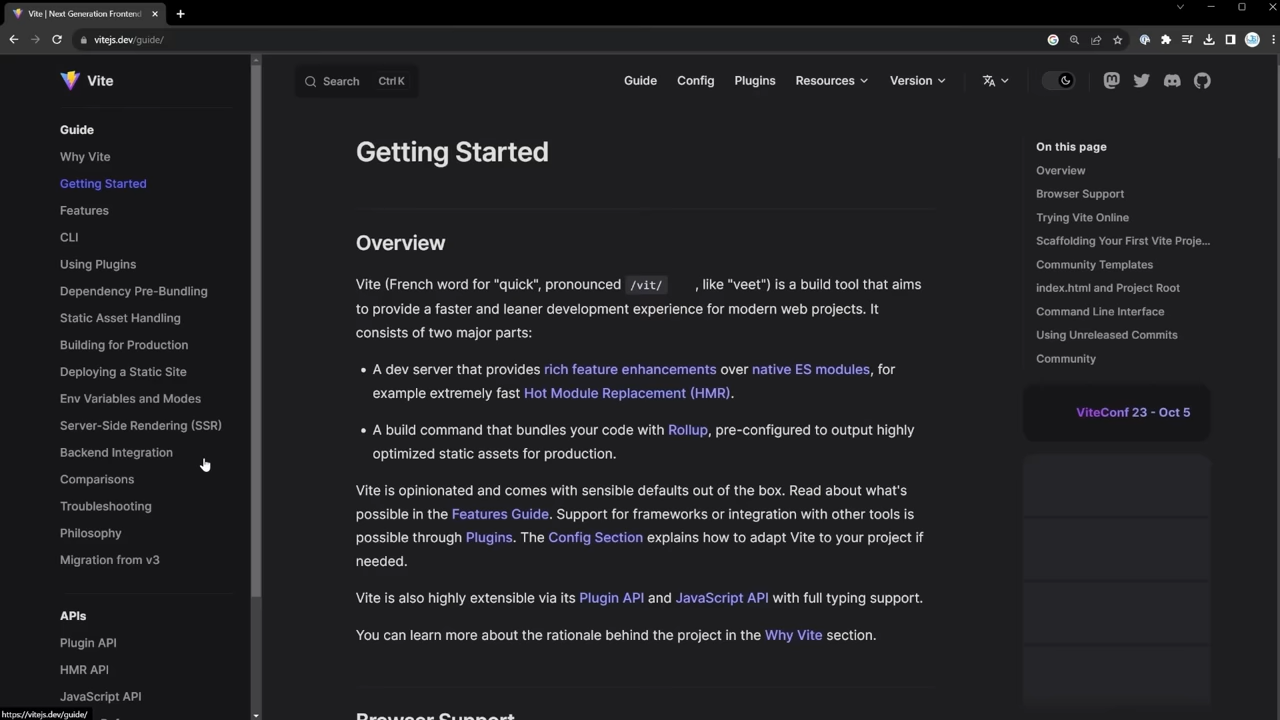 Vite | Next Generation Frontend
vitejs.dev/guide/
Vite
Search Ctrl K
Guide Config Plugins Resources Version
Guide
Why Vite
Getting Started
Features
CLI
Using Plugins
Dependency Pre-Bundling
Static Asset Handling
Building for Production
Deploying a Static Site
Env Variables and Modes
Server-Side Rendering (SSR)
Backend Integration
Comparisons
Troubleshooting
Philosophy
Migration from v3
APIs
Plugin API
HMR API
JavaScript API
Getting Started
Overview
Vite (French word for "quick", pronounced /vit/ , like "veet") is a build tool that aims
to provide a faster and leaner development experience for modern web projects. It
consists of two major parts:
• A dev server that provides rich feature enhancements over native ES modules, for
example extremely fast Hot Module Replacement (HMR).
• A build command that bundles your code with Rollup, pre-configured to output highly
optimized static assets for production.
Vite is opinionated and comes with sensible defaults out of the box. Read about what's
possible in the Features Guide. Support for frameworks or integration with other tools is
possible through Plugins. The Config Section explains how to adapt Vite to your project if
needed.
Vite is also highly extensible via its Plugin API and JavaScript API with full typing support.
You can learn more about the rationale behind the project in the Why Vite section.
Browser Support
On this page
Overview
Browser Support
Trying Vite Online
Scaffolding Your First Vite Proje...
Community Templates
index.html and Project Root
Command Line Interface
Using Unreleased Commits
Community
ViteConf 23 - Oct 5
https://vitejs.dev/guide/